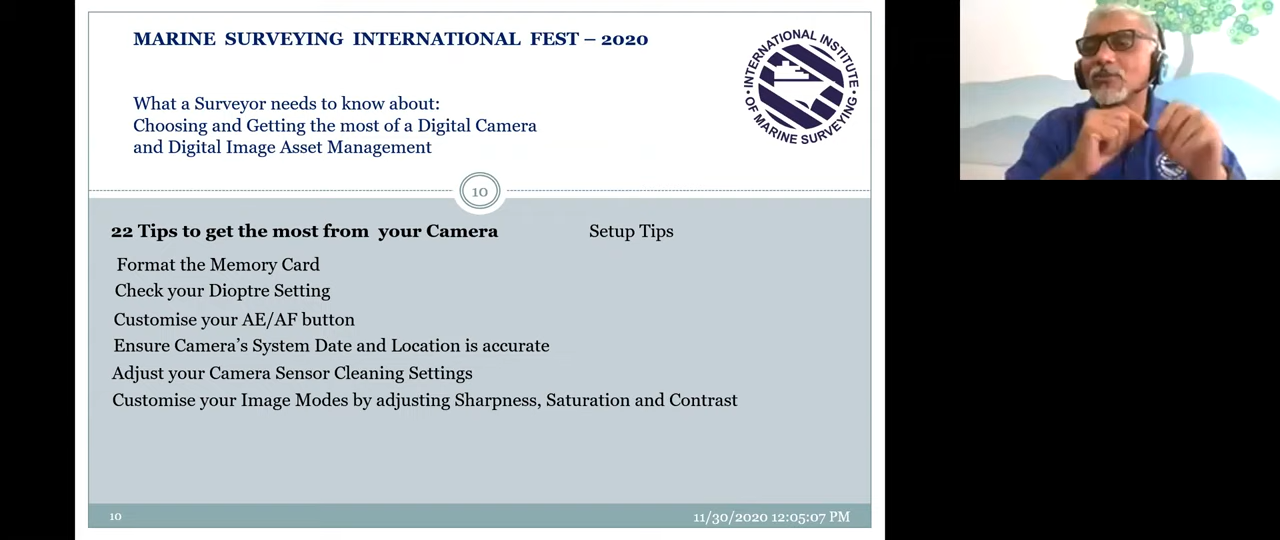 MARINE SURVEYING INTERNATIONAL FEST – 2020
INTERNATIONAL INSTITUTE
OF MARINE SURVEYING
What a Surveyor needs to know about:
Choosing and Getting the most of a Digital Camera
and Digital Image Asset Management
10
22 Tips to get the most from your Camera
Setup Tips
Format the Memory Card
Check your Dioptre Setting
Customise your AE/AF button
Ensure Camera’s System Date and Location is accurate
Adjust your Camera Sensor Cleaning Settings
Customise your Image Modes by adjusting Sharpness, Saturation and Contrast
10
11/30/2020 12:05:07 PM